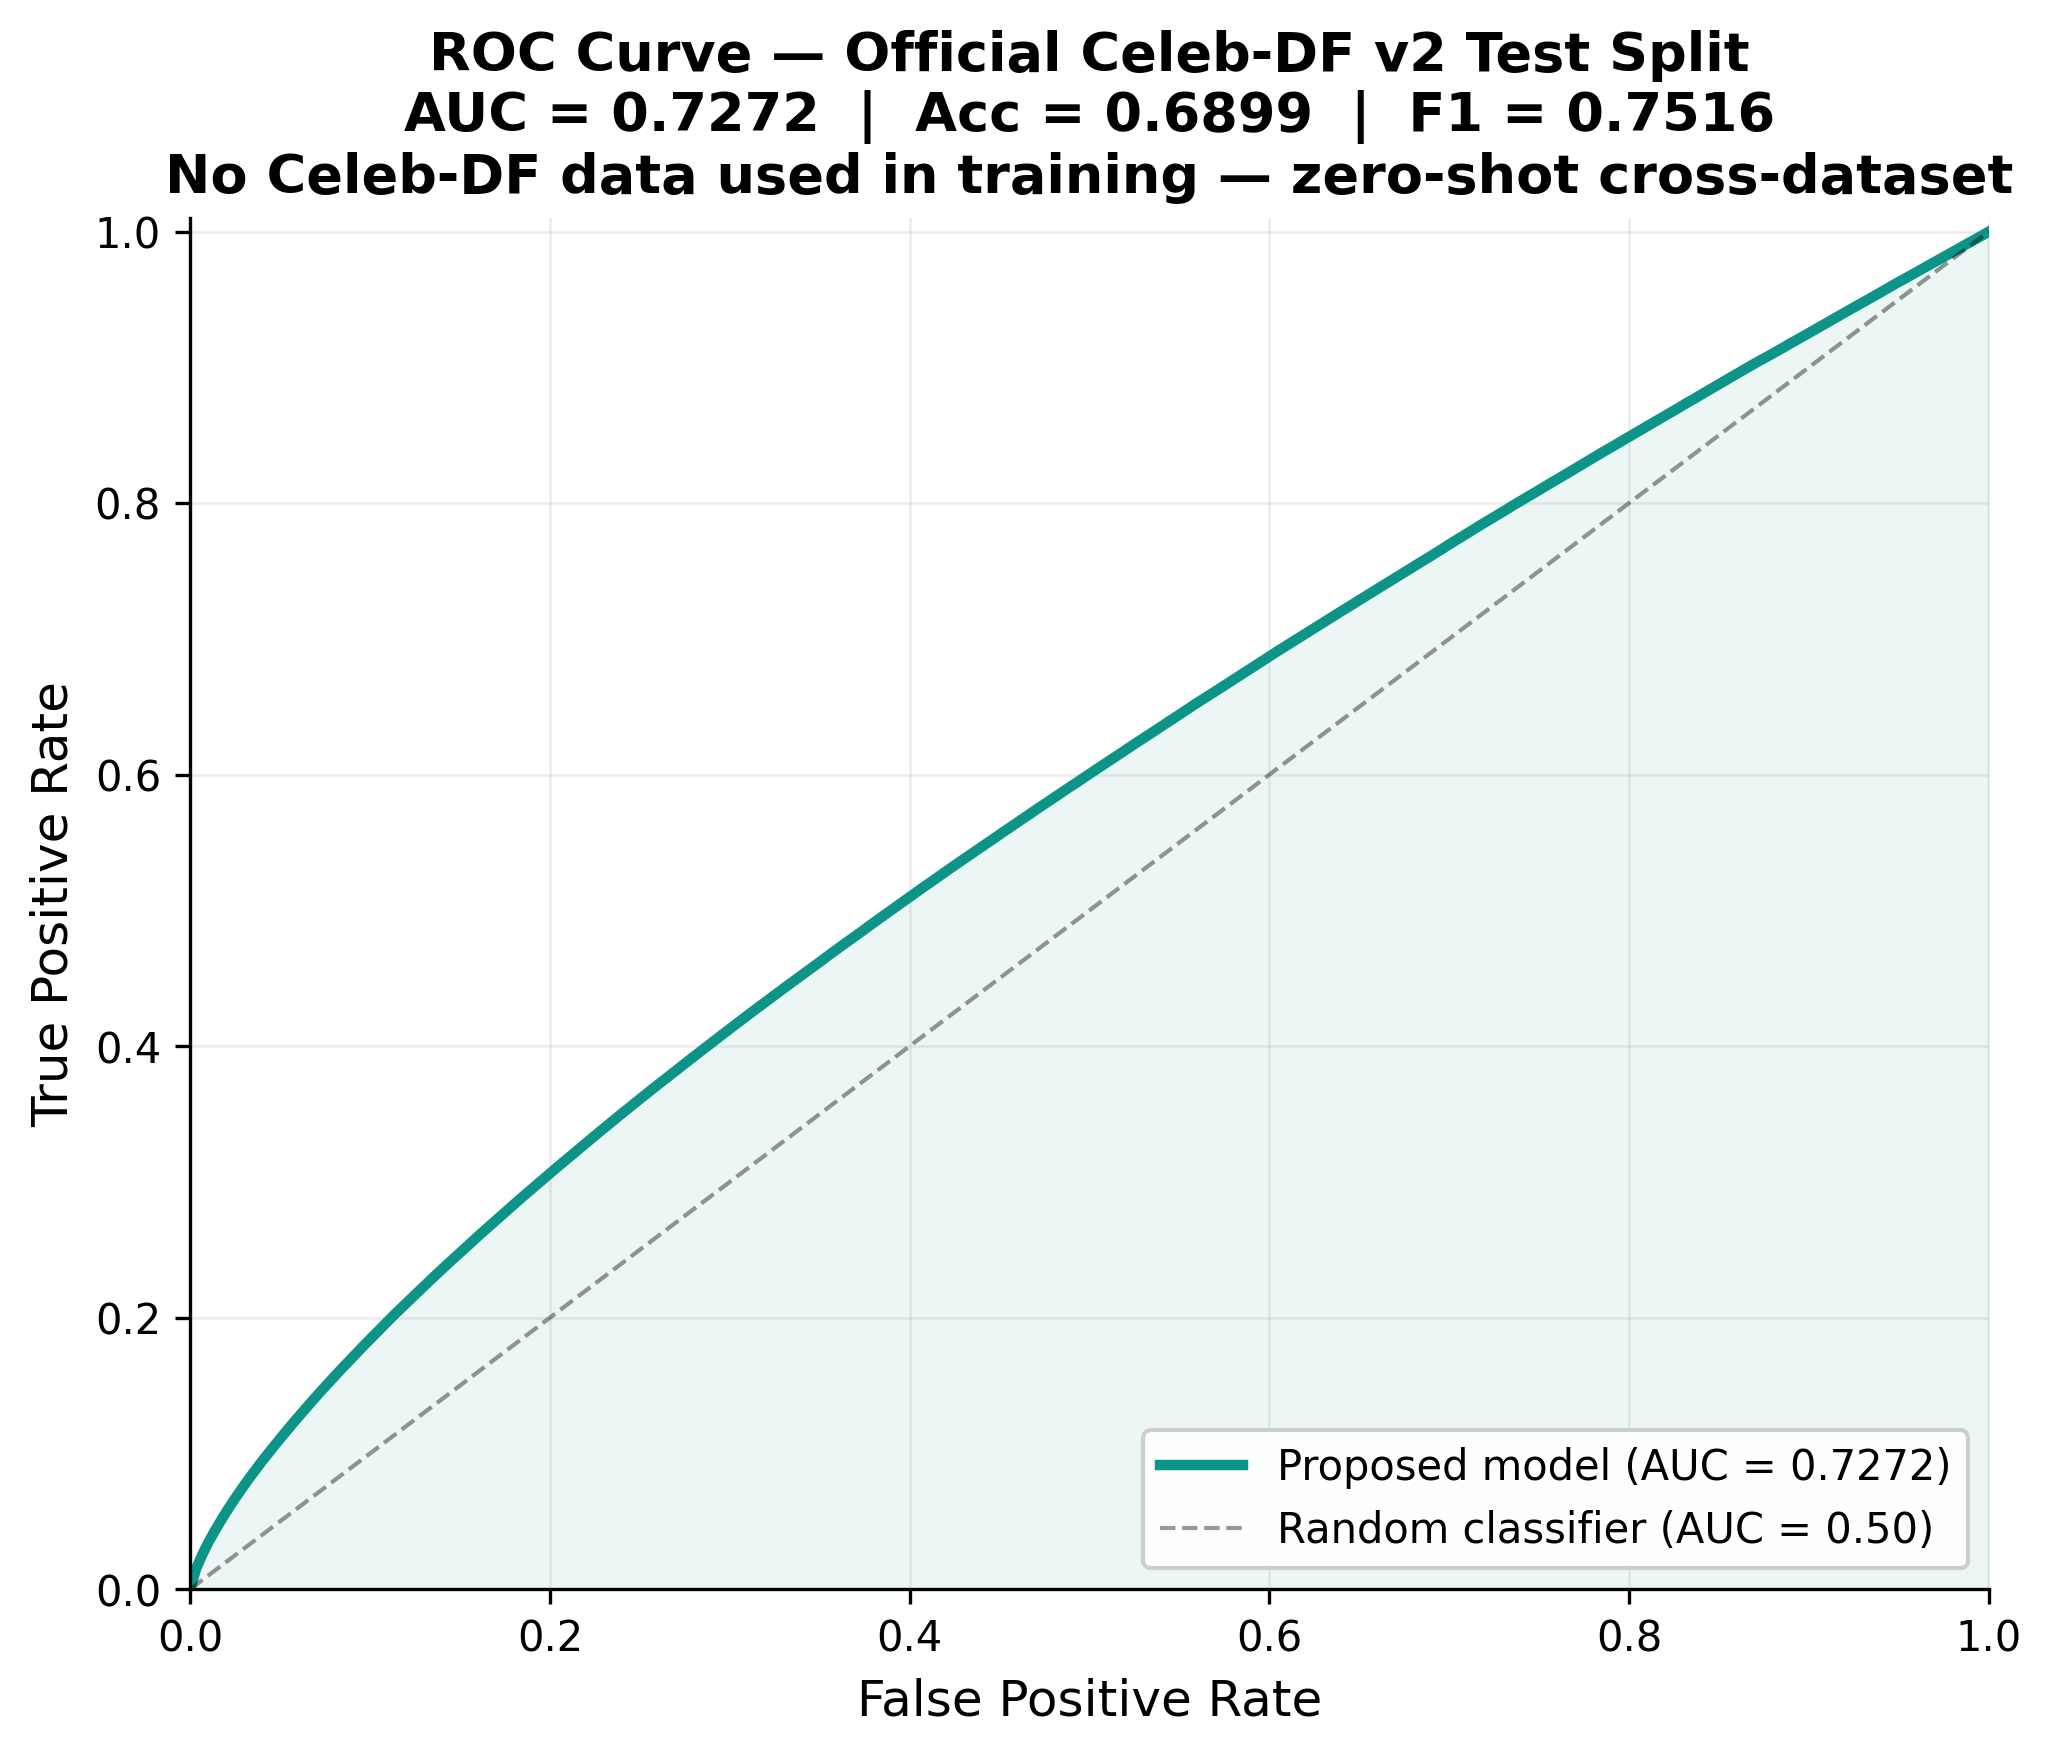 ROC Curve — Official Celeb-DF v2 Test Split
AUC = 0.7272 | Acc = 0.6899 | F1 = 0.7516
No Celeb-DF data used in training — zero-shot cross-dataset
True Positive Rate
1.0
0.8
0.6
0.4
0.2
0.0
Proposed model (AUC = 0.7272)
Random classifier (AUC = 0.50)
0.0 0.2 0.4 0.6 0.8 1.0
False Positive Rate